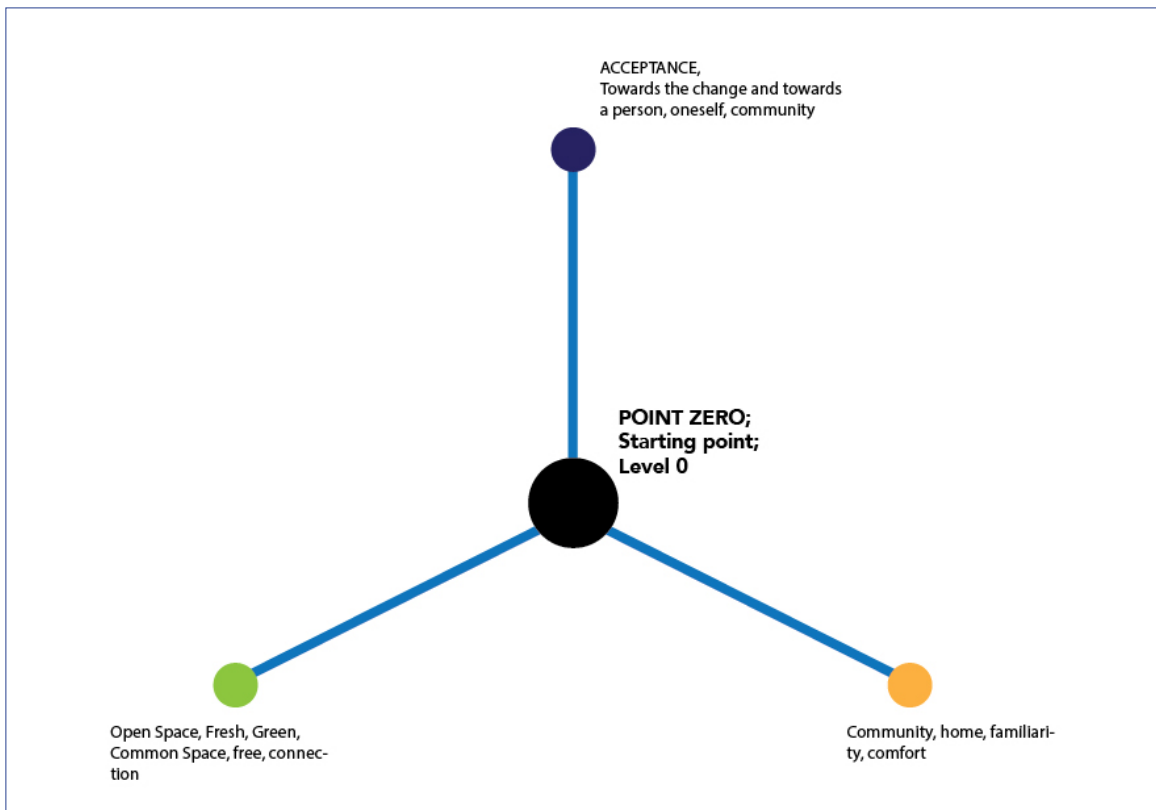 ACCEPTANCE,
Towards the change and towards
a person, oneself, community
POINT ZERO;
Starting point;
Level 0
Open Space, Fresh, Green,
Common Space, free, connec-
tion
Community, home, familiari-
ty, comfort